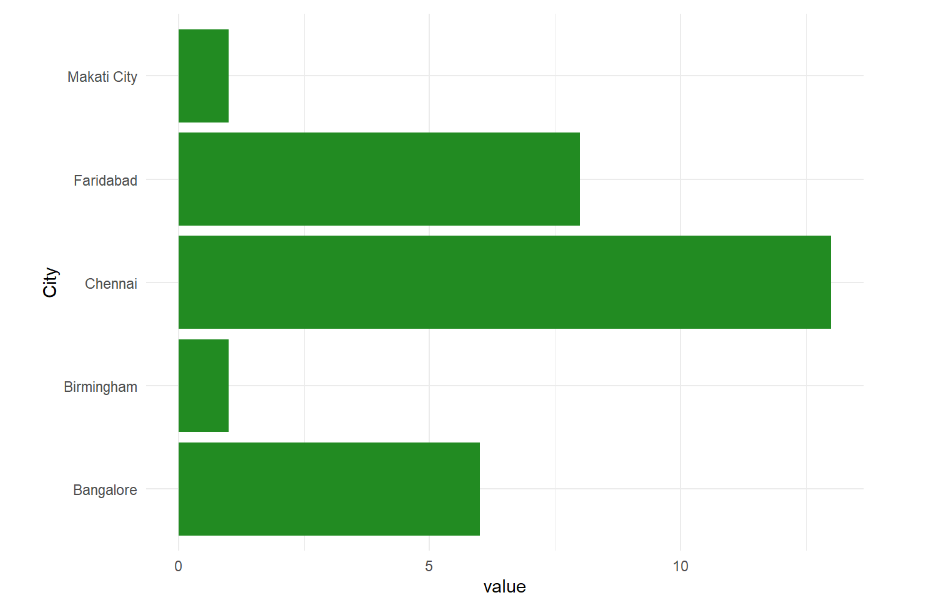 Makati City
Faridabad
Chennai
Birmingham
Bangalore
City
0 5 10
value